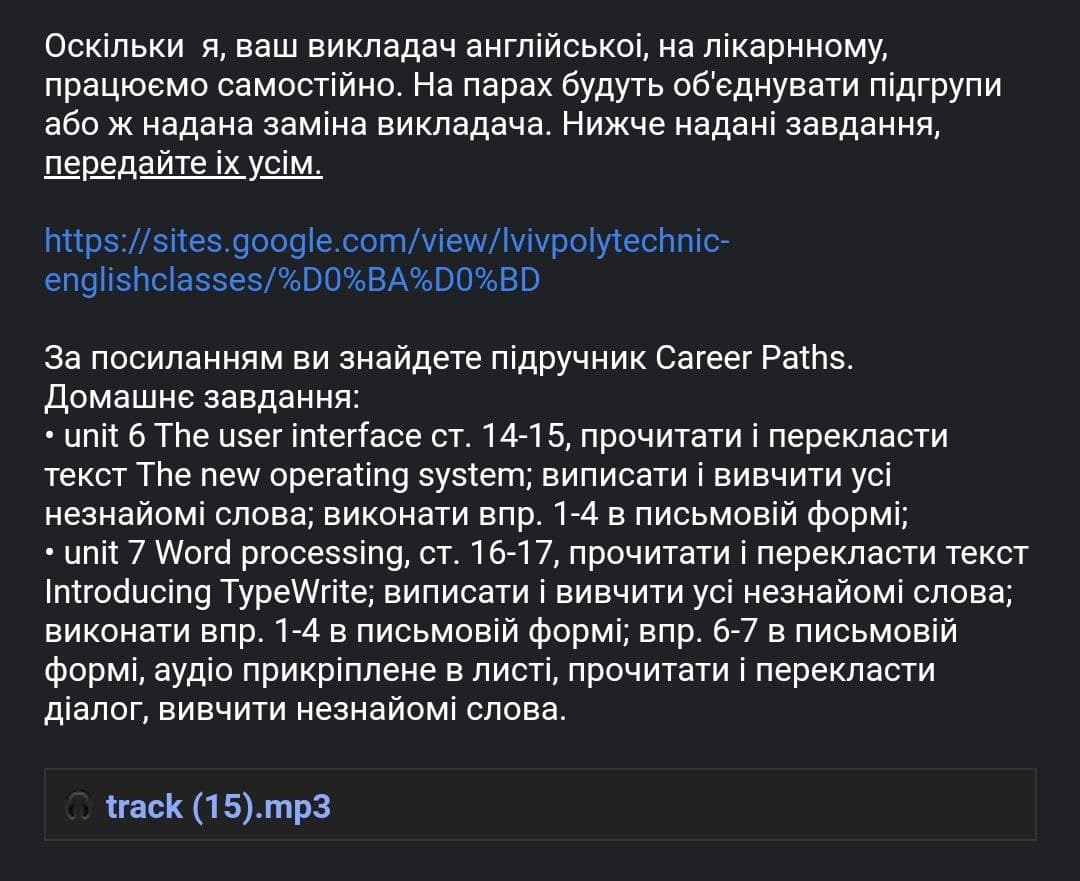 Оскільки  я, ваш викладач англійської, на лікарнному,
працюємо самостійно. На парах будуть об'єднувати підгрупи
або ж надана заміна викладача. Нижче надані завдання,
передайте їх усім.
https://sites.google.com/view/lvivpolytechnic-
englishclasses/%D0%BA%D0%BD
За посиланням ви знайдете підручник Career Paths.
Домашнє завдання:
• unit 6 The user interface ст. 14-15, прочитати і перекласти
текст The new operating system; виписати і вивчити усі
незнайомі слова; виконати впр. 1-4 в письмовій формі;
• unit 7 Word processing, ст. 16-17, прочитати і перекласти текст
Introducing TypeWrite; виписати і вивчити усі незнайомі слова;
виконати впр. 1-4 в письмовій формі; впр. 6-7 в письмовій
формі, аудіо прикріплене в листі, прочитати і перекласти
діалог, вивчити незнайомі слова.
track (15).mp3